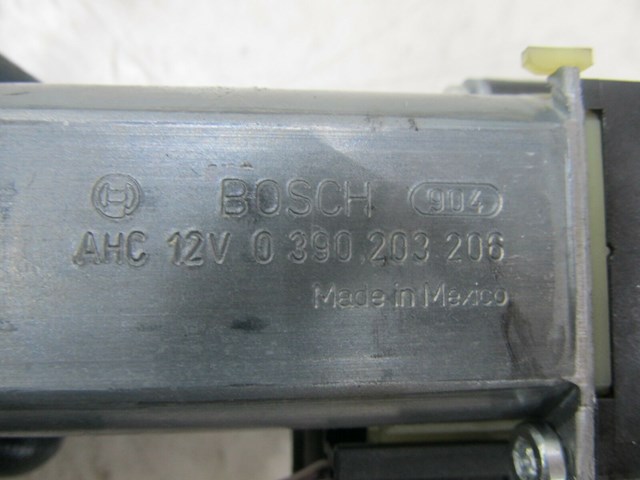 BOSCH 904
AHC 12V 0 390 203 206
Made in Mexico